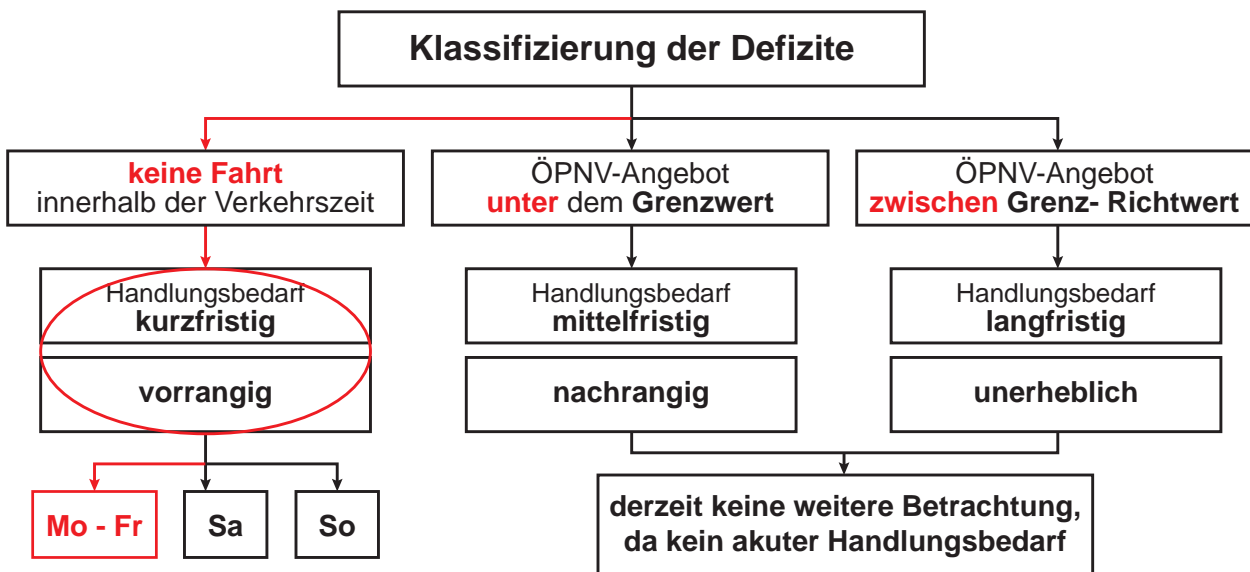 Klassifizierung der Defizite
keine Fahrt
innerhalb der Verkehrszeit
ÖPNV-Angebot
unter dem Grenzwert
ÖPNV-Angebot
zwischen Grenz- Richtwert
Handlungsbedarf
kurzfristig
Handlungsbedarf
mittelfristig
Handlungsbedarf
langfristig
vorrangig
nachrangig
unerheblich
Mo - Fr
Sa
So
derzeit keine weitere Betrachtung,
da kein akuter Handlungsbedarf